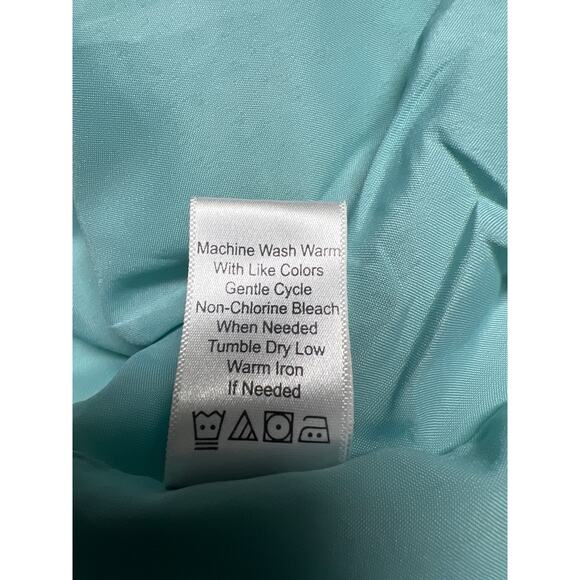 Machine Wash Warm
With Like Colors
Gentle Cycle
Non-Chlorine Bleach
When Needed
Tumble Dry Low
Warm Iron
If Needed